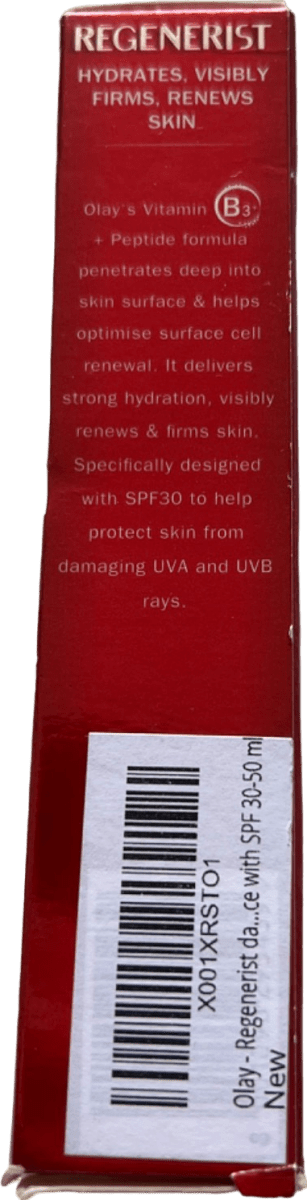 REGENERIST
HYDRATES, VISIBLY
FIRMS, RENEWS
SKIN
Olay's Vitamin B3
+ Peptide formula
penetrates deep into
skin surface & helps
optimise surface cell
renewal. It delivers
strong hydration, visibly
renews & firms skin.
Specifically designed
with SPF30 to help
protect skin from
damaging UVA and UVB
rays.
X001XRSTO1
Olay - Regenerist da...ce with SPF 30-50 ml
New